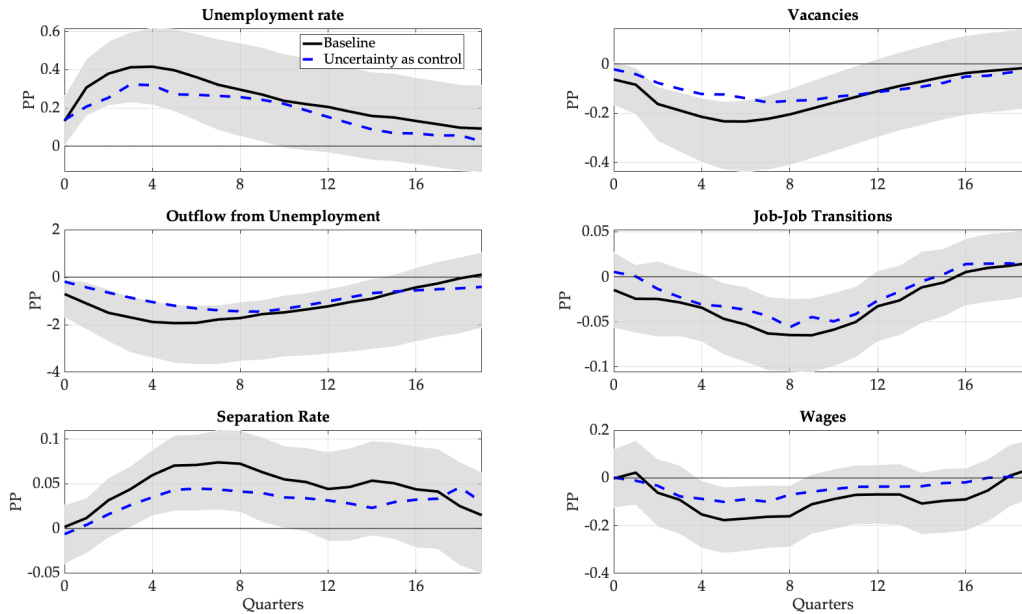 Unemployment rate
Baseline
Uncertainty as control
PP
0.6
0.4
0.2
0
0 4 8 12 16
Vacancies
PP
0
-0.2
-0.4
0 4 8 12 16
Outflow from Unemployment
PP
2
0
-2
-4
0 4 8 12 16
Job-Job Transitions
PP
0.05
0
-0.05
-0.1
0 4 8 12 16
Separation Rate
PP
0.1
0.05
0
-0.05
0 4 8 12 16
Quarters
Wages
PP
0.2
0
-0.2
-0.4
0 4 8 12 16
Quarters